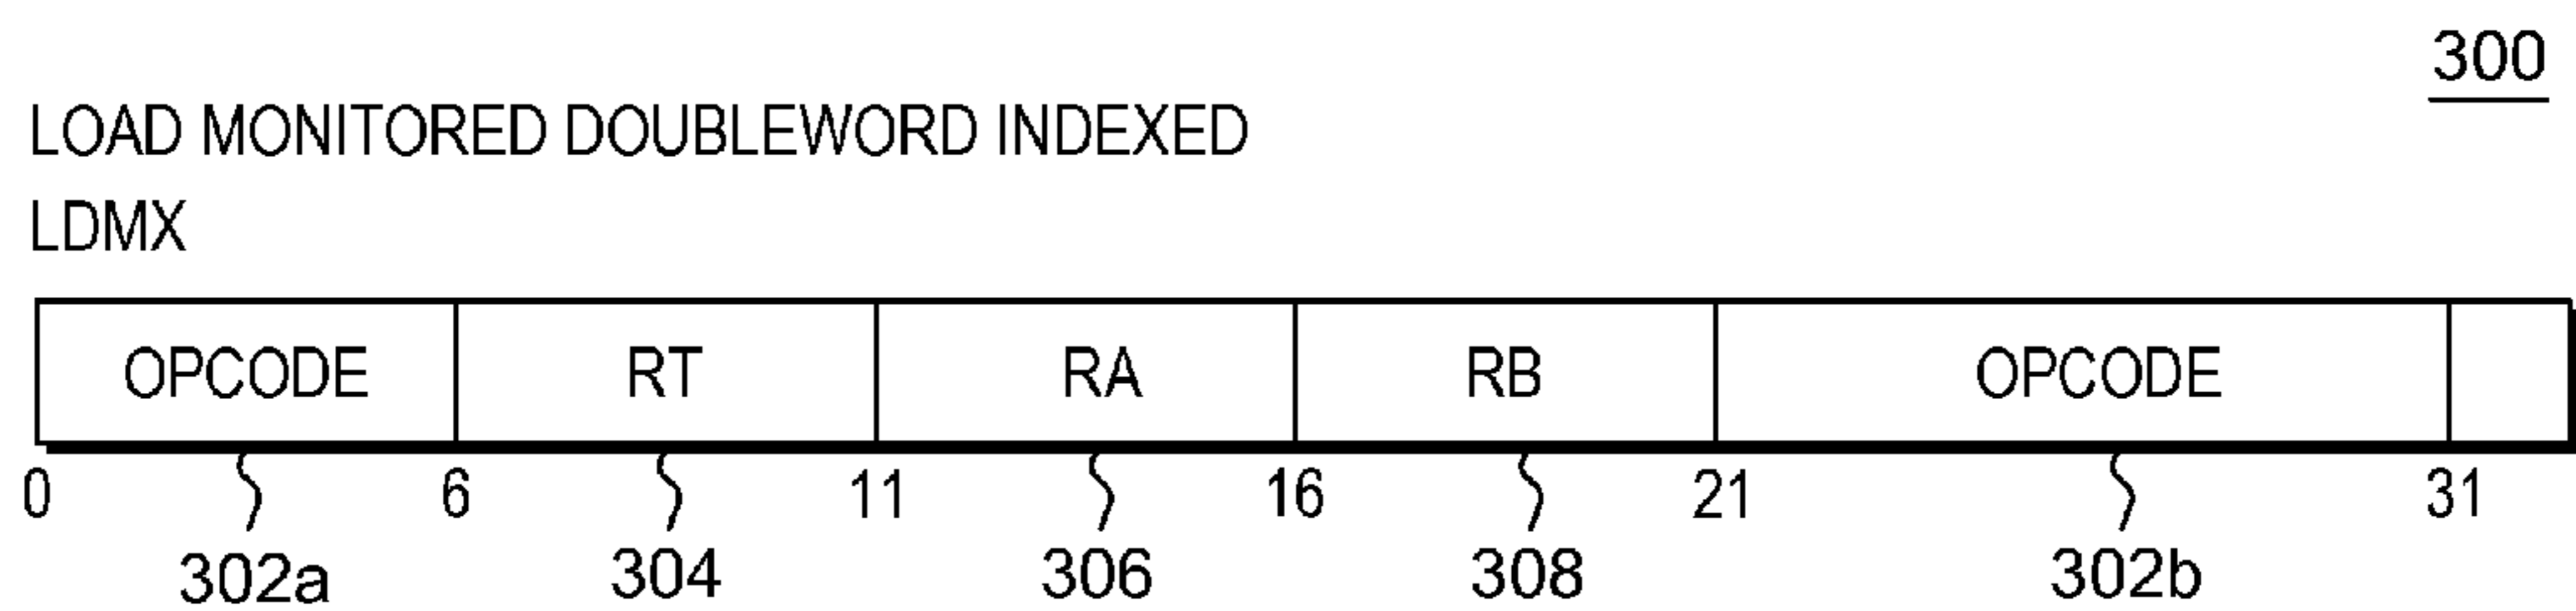 300
LOAD MONITORED DOUBLEWORD INDEXED
LDMX
OPCODE RT RA RB OPCODE
0 6 11 16 21 31
302a 304 306 308 302b